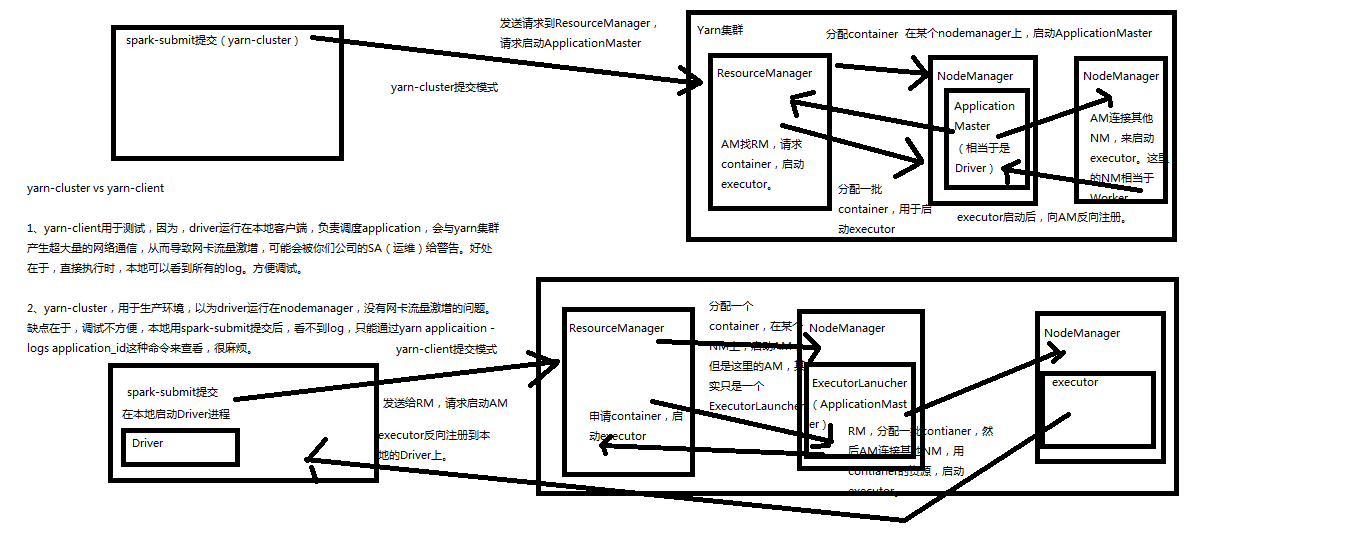 spark-submit提交（yarn-cluster）
发送请求到ResourceManager，
请求启动ApplicationMaster
yarn-cluster提交模式
Yarn集群
分配container
在某个nodemanager上，启动ApplicationMaster
ResourceManager
AM找RM，请求
container，启动
executor。
NodeManager
Application
Master
（相当于是
Driver）
NodeManager
AM连接其他
NM，来启动
executor。这里
的NM相当于
Worker
分配一批
container，用于启
动executor
executor启动后，向AM反向注册。
yarn-cluster vs yarn-client
1、yarn-client用于测试，因为，driver运行在本地客户端，负责调度application，会与yarn集群
产生超大量的网络通信，从而导致网卡流量激增，可能会被你们公司的SA（运维）给警告。好处
在于，直接执行时，本地可以看到所有的log。方便调试。
2、yarn-cluster，用于生产环境，以为driver运行在nodemanager，没有网卡流量激增的问题。
缺点在于，调试不方便，本地用spark-submit提交后，看不到log，只能通过yarn applicaition -
logs application_id这种命令来查看，很麻烦。
yarn-client提交模式
spark-submit提交
在本地启动Driver进程
Driver
发送给RM，请求启动AM
executor反向注册到本
地的Driver上。
ResourceManager
申请container，启
动executor
分配一个
container，在某个
NM上，启动AM
但是这里的AM，其
实只是一个
ExecutorLauncher
NodeManager
ExecutorLanucher
（ApplicationMast
er）
RM，分配一批contianer，然
后AM连接其他NM，用
contianer的资源，启动
executor。
NodeManager
executor